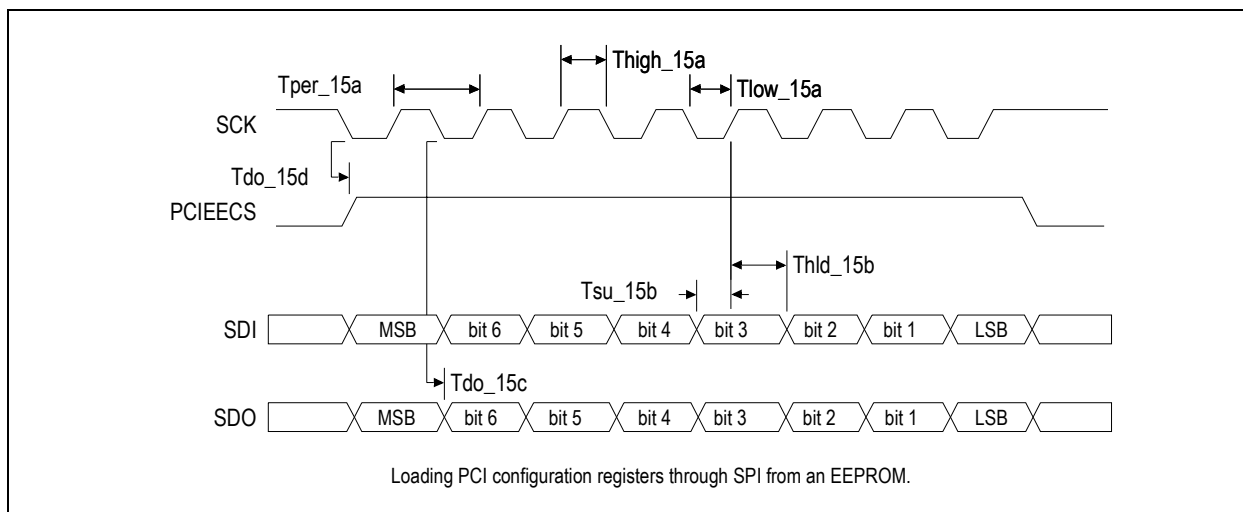 Thigh_15a
Tper_15a
Tlow_15a
SCK
Tdo_15d
PCIEECS
Thld_15b
Tsu_15b
SDI MSB bit 6 bit 5 bit 4 bit 3 bit 2 bit 1 LSB
Tdo_15c
SDO MSB bit 6 bit 5 bit 4 bit 3 bit 2 bit 1 LSB
Loading PCI configuration registers through SPI from an EEPROM.